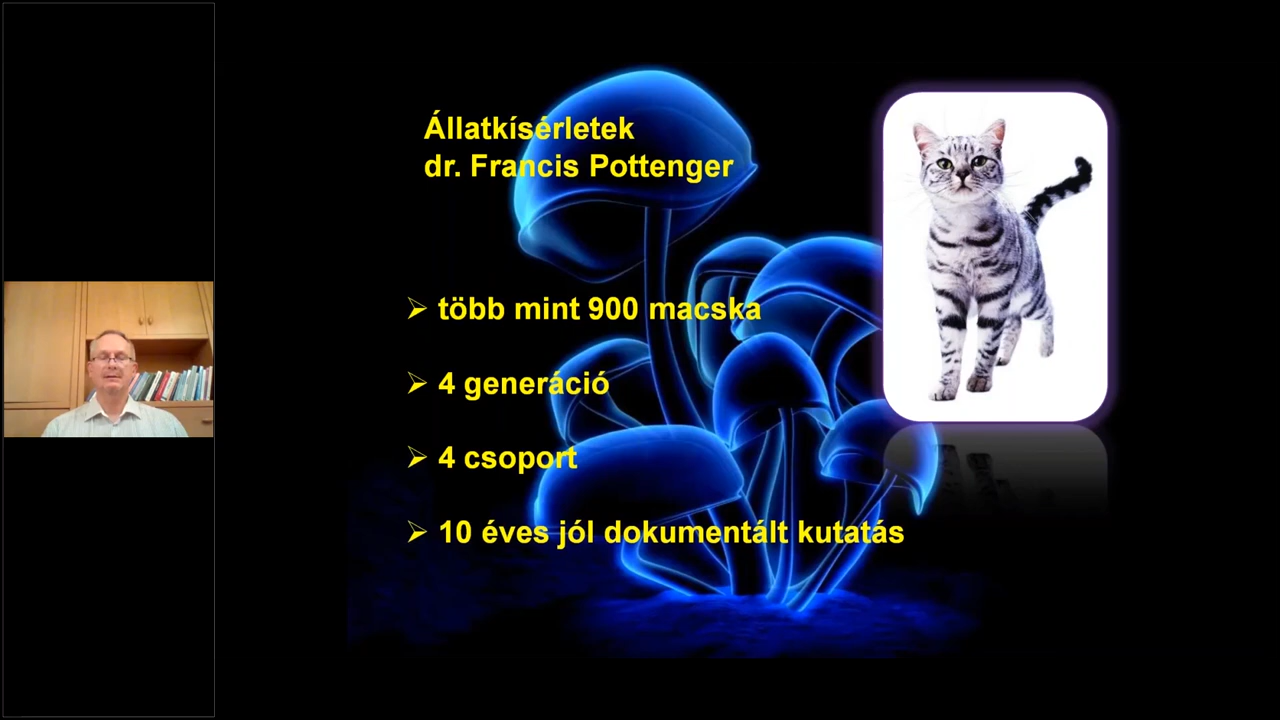 Állatkísérletek
dr. Francis Pottenger
➢ több mint 900 macska
➢ 4 generáció
➢ 4 csoport
➢ 10 éves jól dokumentált kutatás